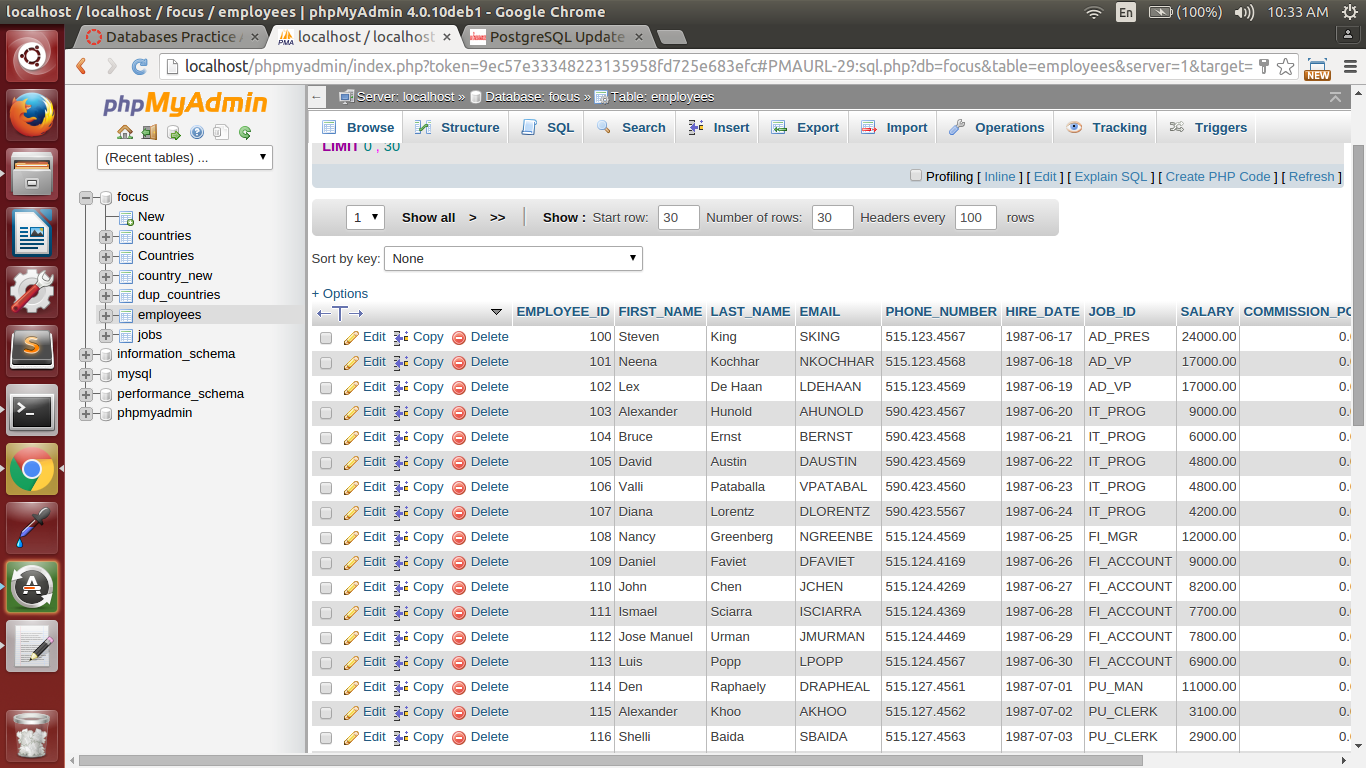 localhost / localhost / focus / employees | phpMyAdmin 4.0.10deb1 - Google Chrome En (100%) 10:33 AM
Databases Practice × localhost / localhost × PostgreSQL Update ×
localhost/phpmyadmin/index.php?token=9ec57e33348223135958fd725e683efc#PMAURL-29:sql.php?db=focus&table=employees&server=1&target=
NEW
phpMyAdmin
(Recent tables) ...
focus
New
countries
Countries
country_new
dup_countries
employees
jobs
information_schema
mysql
performance_schema
phpmyadmin
Server: localhost » Database: focus » Table: employees
Browse Structure SQL Search Insert Export Import Operations Tracking Triggers
LIMIT 0 , 30
Profiling [ Inline ] [ Edit ] [ Explain SQL ] [ Create PHP Code ] [ Refresh ]
1 Show all > >> Show : Start row: 30 Number of rows: 30 Headers every 100 rows
Sort by key: None
+ Options
EMPLOYEE_ID FIRST_NAME LAST_NAME EMAIL PHONE_NUMBER HIRE_DATE JOB_ID SALARY COMMISSION_PC
Edit Copy Delete 100 Steven King SKING 515.123.4567 1987-06-17 AD_PRES 24000.00 0.
Edit Copy Delete 101 Neena Kochhar NKOCHHAR 515.123.4568 1987-06-18 AD_VP 17000.00 0.
Edit Copy Delete 102 Lex De Haan LDEHAAN 515.123.4569 1987-06-19 AD_VP 17000.00 0.
Edit Copy Delete 103 Alexander Hunold AHUNOLD 590.423.4567 1987-06-20 IT_PROG 9000.00 0.
Edit Copy Delete 104 Bruce Ernst BERNST 590.423.4568 1987-06-21 IT_PROG 6000.00 0.
Edit Copy Delete 105 David Austin DAUSTIN 590.423.4569 1987-06-22 IT_PROG 4800.00 0.
Edit Copy Delete 106 Valli Pataballa VPATABAL 590.423.4560 1987-06-23 IT_PROG 4800.00 0.
Edit Copy Delete 107 Diana Lorentz DLORENTZ 590.423.5567 1987-06-24 IT_PROG 4200.00 0.
Edit Copy Delete 108 Nancy Greenberg NGREENBE 515.124.4569 1987-06-25 FI_MGR 12000.00 0.
Edit Copy Delete 109 Daniel Faviet DFAVIET 515.124.4169 1987-06-26 FI_ACCOUNT 9000.00 0.
Edit Copy Delete 110 John Chen JCHEN 515.124.4269 1987-06-27 FI_ACCOUNT 8200.00 0.
Edit Copy Delete 111 Ismael Sciarra ISCIARRA 515.124.4369 1987-06-28 FI_ACCOUNT 7700.00 0.
Edit Copy Delete 112 Jose Manuel Urman JMURMAN 515.124.4469 1987-06-29 FI_ACCOUNT 7800.00 0.
Edit Copy Delete 113 Luis Popp LPOPP 515.124.4567 1987-06-30 FI_ACCOUNT 6900.00 0.
Edit Copy Delete 114 Den Raphaely DRAPHEAL 515.127.4561 1987-07-01 PU_MAN 11000.00 0.
Edit Copy Delete 115 Alexander Khoo AKHOO 515.127.4562 1987-07-02 PU_CLERK 3100.00 0.
Edit Copy Delete 116 Shelli Baida SBAIDA 515.127.4563 1987-07-03 PU_CLERK 2900.00 0.